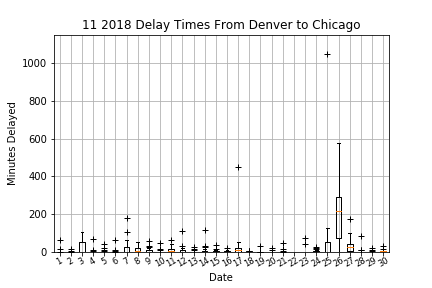 11 2018 Delay Times From Denver to Chicago
Minutes Delayed
1000
800
600
400
200
0
1 2 3 4 5 6 7 8 9 10 11 12 13 14 15 16 17 18 19 20 21 22 23 24 25 26 27 28 29 30
Date